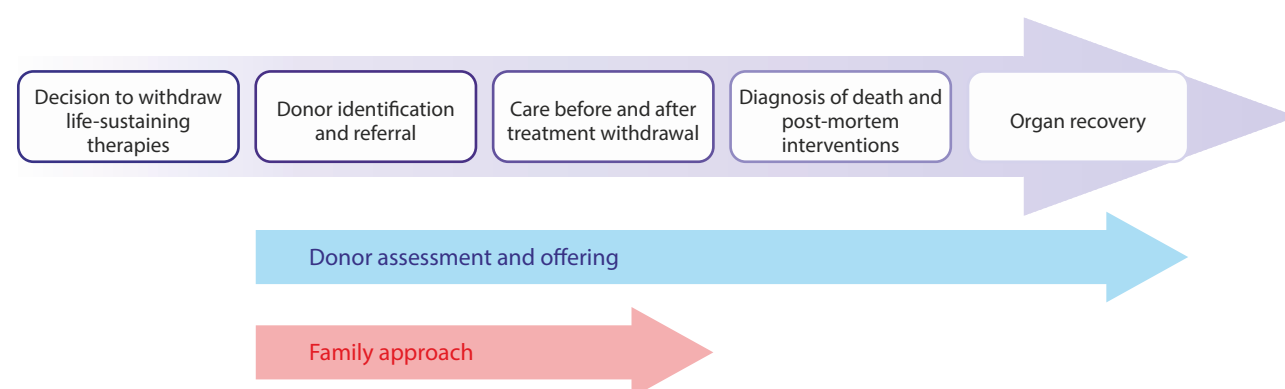 Decision to withdraw
life-sustaining
therapies
Donor identification
and referral
Care before and after
treatment withdrawal
Diagnosis of death and
post-mortem
interventions
Organ recovery
Donor assessment and offering
Family approach